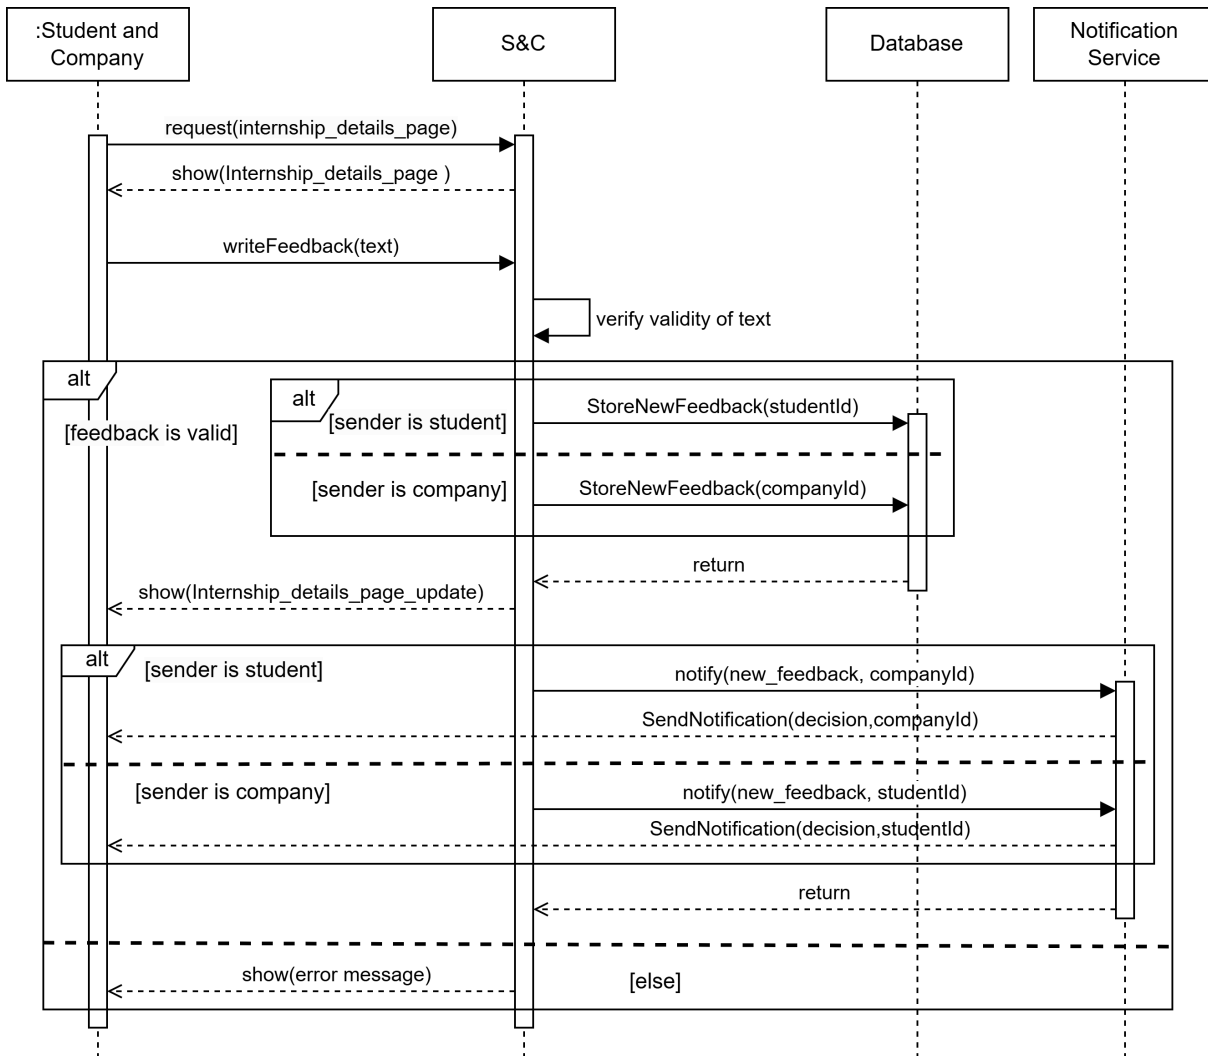 :Student and
Company
S&C
Database
Notification
Service
request(internship_details_page)
show(Internship_details_page )
writeFeedback(text)
verify validity of text
alt
alt
[feedback is valid]
[sender is student]
StoreNewFeedback(studentId)
[sender is company]
StoreNewFeedback(companyId)
return
show(Internship_details_page_update)
alt
[sender is student]
notify(new_feedback, companyId)
SendNotification(decision,companyId)
[sender is company]
notify(new_feedback, studentId)
SendNotification(decision,studentId)
return
show(error message)
[else]